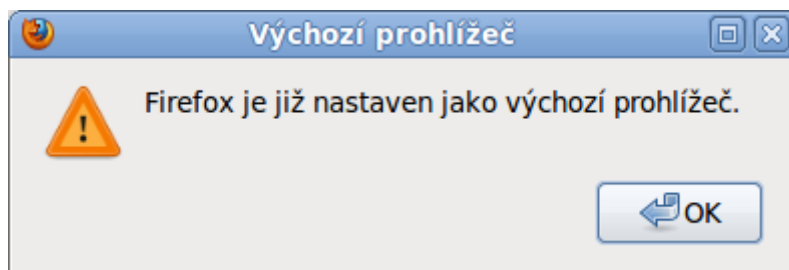 Výchozí prohlížeč
Firefox je již nastaven jako výchozí prohlížeč.
OK